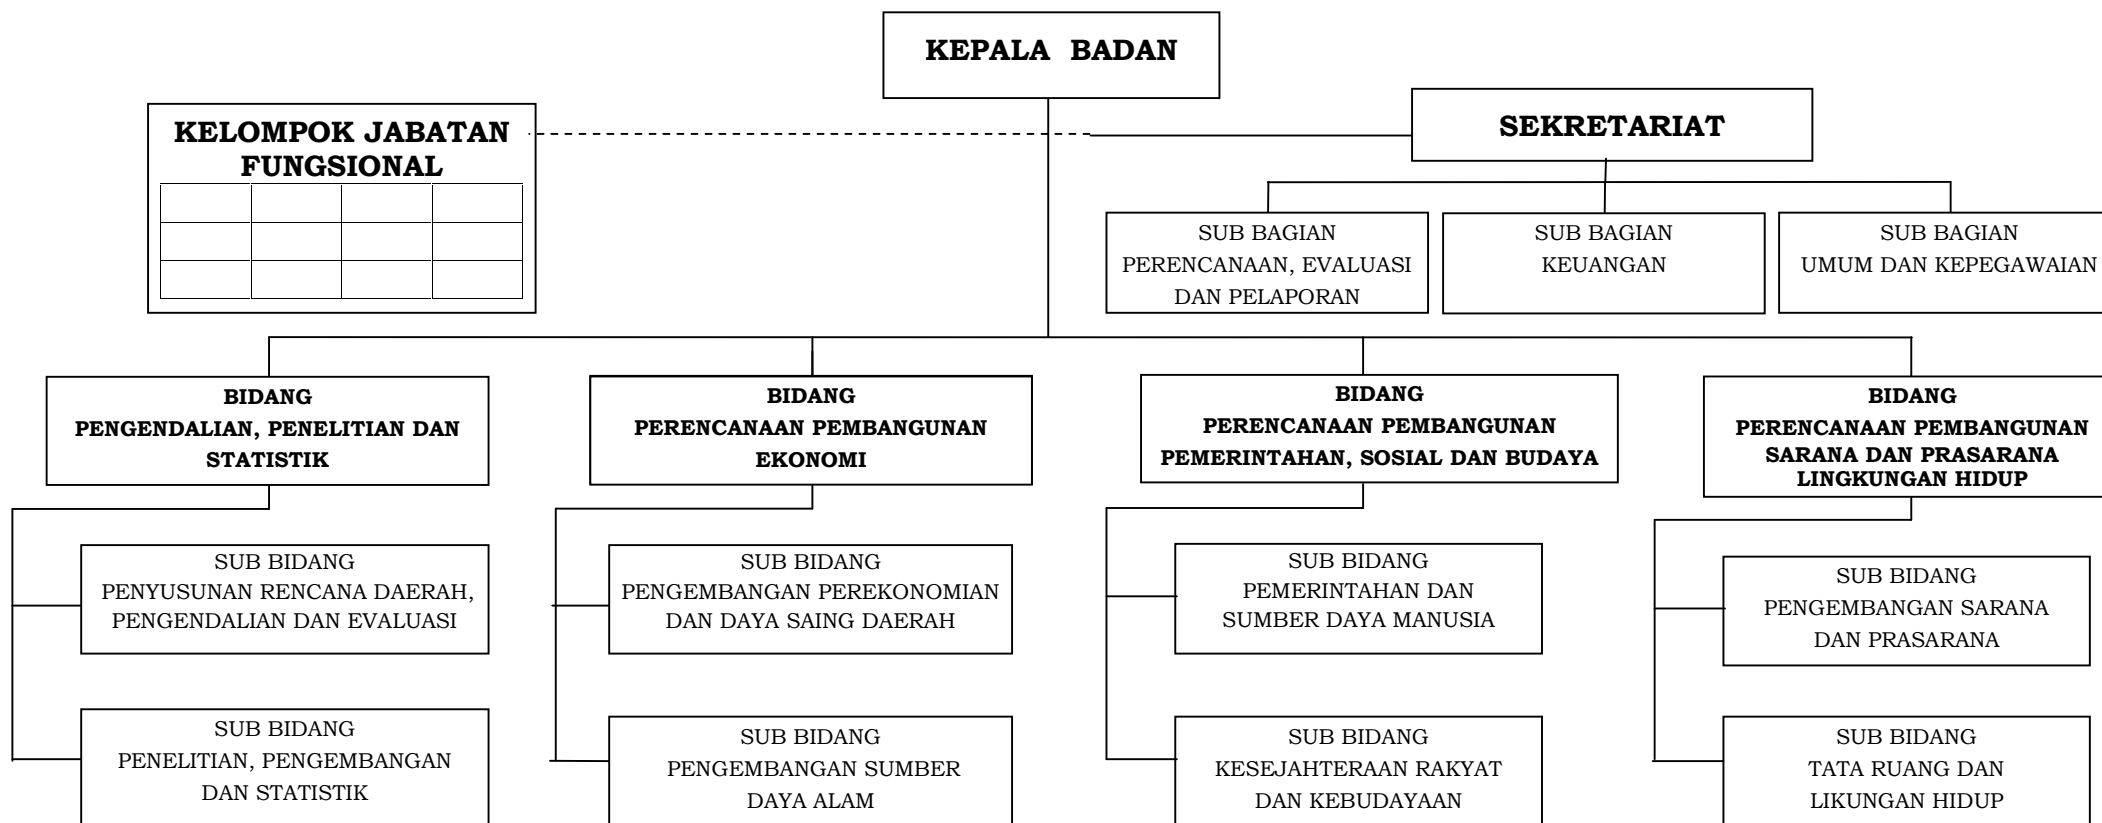 KEPALA BADAN
KELOMPOK JABATAN
FUNGSIONAL
SEKRETARIAT
SUB BAGIAN
PERENCANAAN, EVALUASI
DAN PELAPORAN
SUB BAGIAN
KEUANGAN
SUB BAGIAN
UMUM DAN KEPEGAWAIAN
BIDANG
PENGENDALIAN, PENELITIAN DAN
STATISTIK
BIDANG
PERENCANAAN PEMBANGUNAN
EKONOMI
BIDANG
PERENCANAAN PEMBANGUNAN
PEMERINTAHAN, SOSIAL DAN BUDAYA
BIDANG
PERENCANAAN PEMBANGUNAN
SARANA DAN PRASARANA
LINGKUNGAN HIDUP
SUB BIDANG
PENYUSUNAN RENCANA DAERAH,
PENGENDALIAN DAN EVALUASI
SUB BIDANG
PENGEMBANGAN PEREKONOMIAN
DAN DAYA SAING DAERAH
SUB BIDANG
PEMERINTAHAN DAN
SUMBER DAYA MANUSIA
SUB BIDANG
PENGEMBANGAN SARANA
DAN PRASARANA
SUB BIDANG
PENELITIAN, PENGEMBANGAN
DAN STATISTIK
SUB BIDANG
PENGEMBANGAN SUMBER
DAYA ALAM
SUB BIDANG
KESEJAHTERAAN RAKYAT
DAN KEBUDAYAAN
SUB BIDANG
TATA RUANG DAN
LIKUNGAN HIDUP